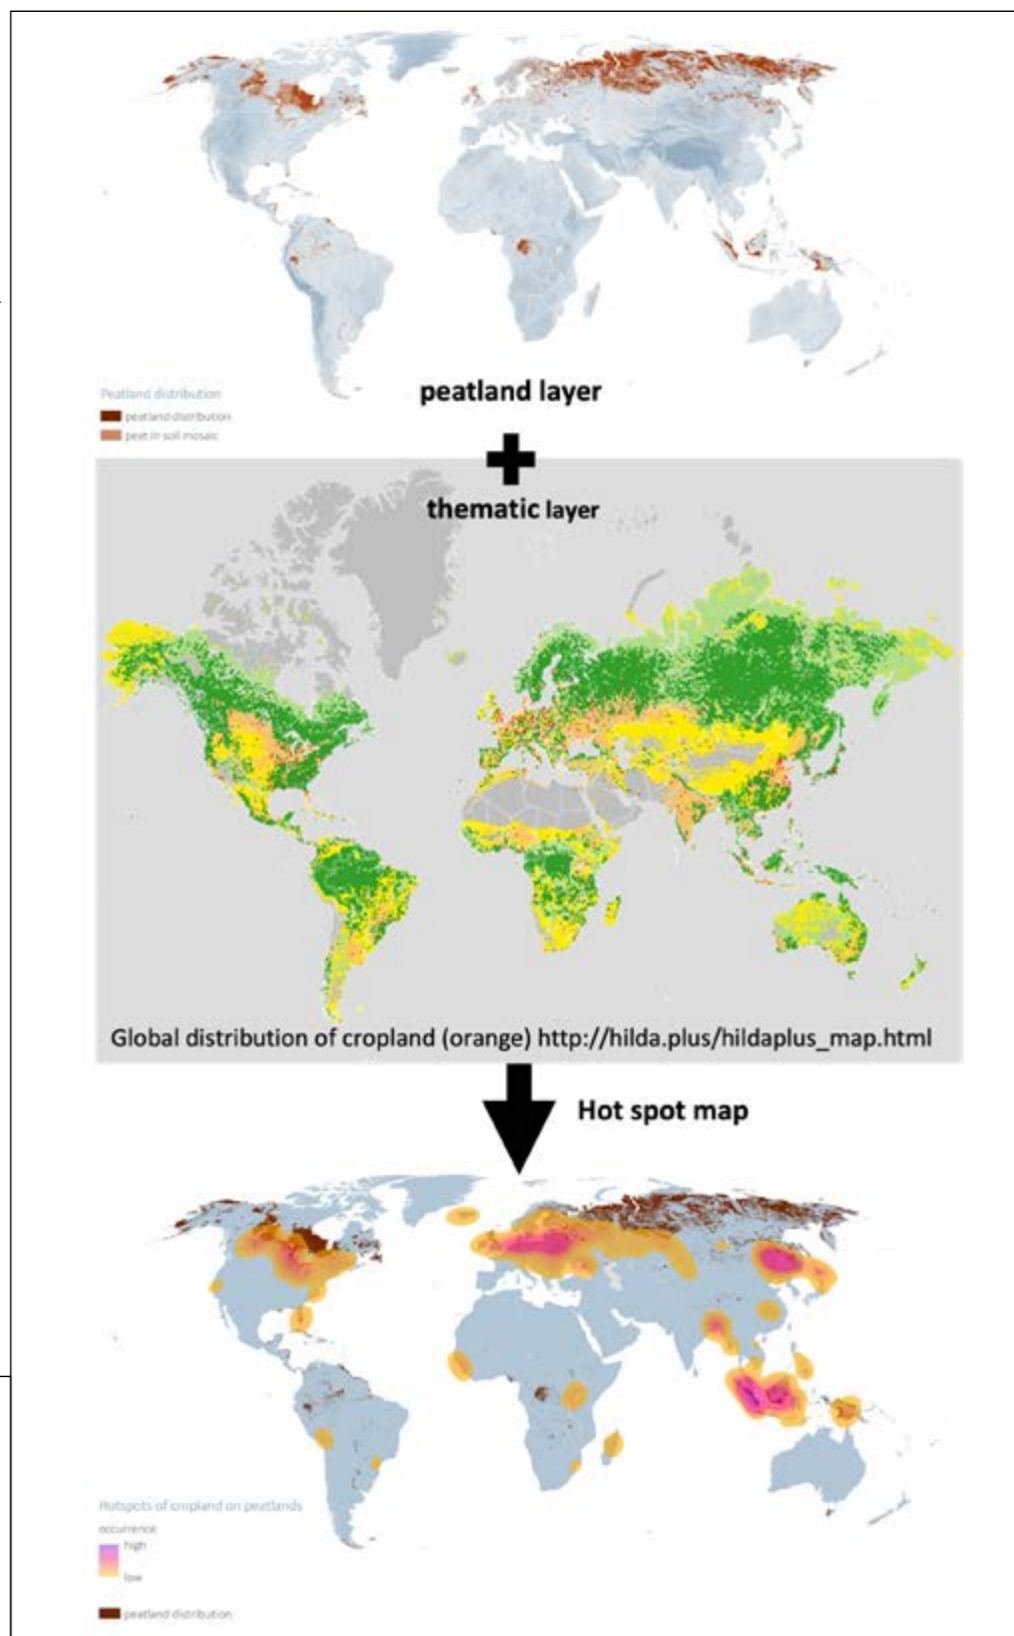 Peatland distribution
peatland distribution
peat in soil mosaic
peatland layer
thematic layer
Global distribution of cropland (orange) http://hilda.plus/hildaplus_map.html
Hot spot map
Hotspots of cropland on peatlands
occurrence
high
low
peatland distribution